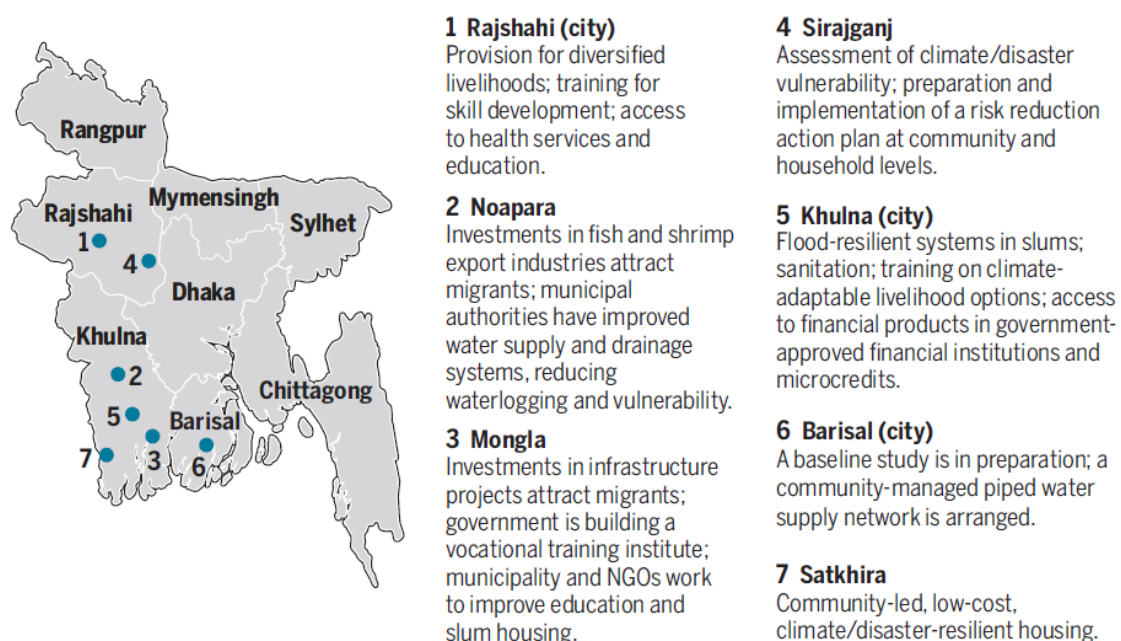 Rangpur
Mymensingh
Rajshahi
Sylhet
1
4
Dhaka
Khulna
2
Chittagong
5
Barisal
7
3
6
1 Rajshahi (city)
Provision for diversified
livelihoods; training for
skill development; access
to health services and
education.
2 Noapara
Investments in fish and shrimp
export industries attract
migrants; municipal
authorities have improved
water supply and drainage
systems, reducing
waterlogging and vulnerability.
3 Mongla
Investments in infrastructure
projects attract migrants;
government is building a
vocational training institute;
municipality and NGOs work
to improve education and
slum housing.
4 Sirajganj
Assessment of climate/disaster
vulnerability; preparation and
implementation of a risk reduction
action plan at community and
household levels.
5 Khulna (city)
Flood-resilient systems in slums;
sanitation; training on climate-
adaptable livelihood options; access
to financial products in government-
approved financial institutions and
microcredits.
6 Barisal (city)
A baseline study is in preparation; a
community-managed piped water
supply network is arranged.
7 Satkhira
Community-led, low-cost,
climate/disaster-resilient housing.